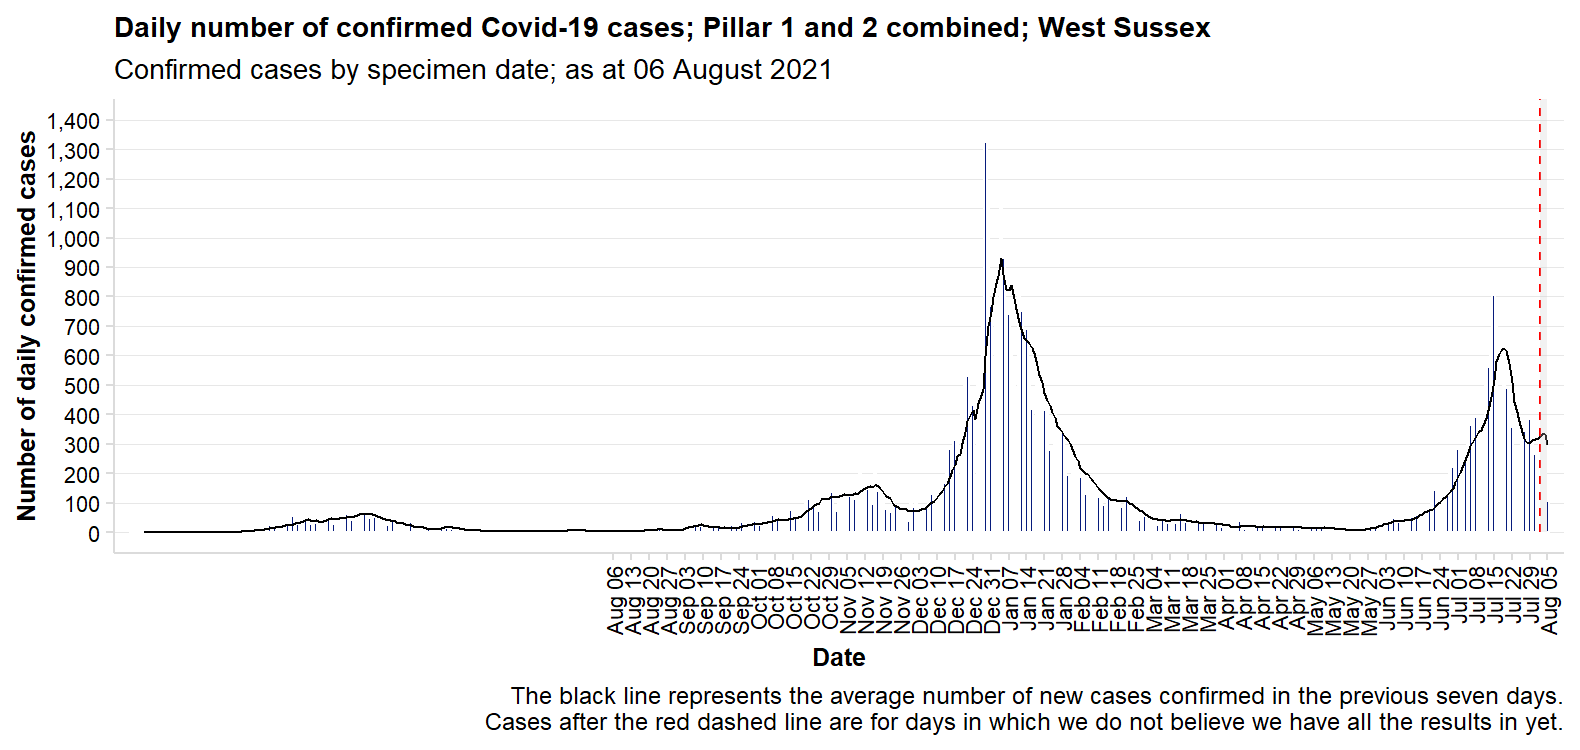 Daily number of confirmed Covid-19 cases; Pillar 1 and 2 combined; West Sussex
Confirmed cases by specimen date; as at 06 August 2021
Number of daily confirmed cases
1,400
1,300
1,200
1,100
1,000
900
800
700
600
500
400
300
200
100
0
Aug 06
Aug 13
Aug 20
Aug 27
Sep 03
Sep 10
Sep 17
Sep 24
Oct 01
Oct 08
Oct 15
Oct 22
Oct 29
Nov 05
Nov 12
Nov 19
Nov 26
Dec 03
Dec 10
Dec 17
Dec 24
Dec 31
Jan 07
Jan 14
Jan 21
Jan 28
Feb 04
Feb 11
Feb 18
Feb 25
Mar 04
Mar 11
Mar 18
Mar 25
Apr 01
Apr 08
Apr 15
Apr 22
Apr 29
May 06
May 13
May 20
May 27
Jun 03
Jun 10
Jun 17
Jun 24
Jul 01
Jul 08
Jul 15
Jul 22
Jul 29
Aug 05
Date
The black line represents the average number of new cases confirmed in the previous seven days.
Cases after the red dashed line are for days in which we do not believe we have all the results in yet.